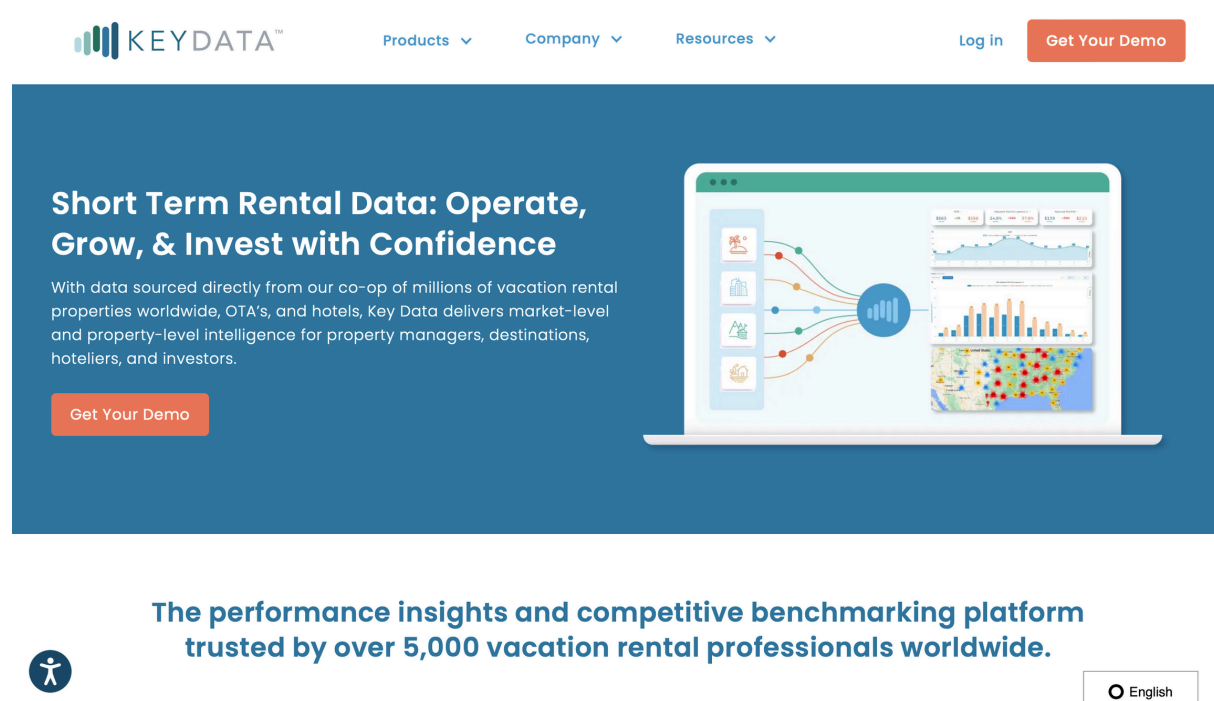 KEYDATA™
Products
Company
Resources
Log in
Get Your Demo
Short Term Rental Data: Operate,
Grow, & Invest with Confidence
With data sourced directly from our co-op of millions of vacation rental
properties worldwide, OTA's, and hotels, Key Data delivers market-level
and property-level intelligence for property managers, destinations,
hoteliers, and investors.
Get Your Demo
United States
The performance insights and competitive benchmarking platform
trusted by over 5,000 vacation rental professionals worldwide.
English